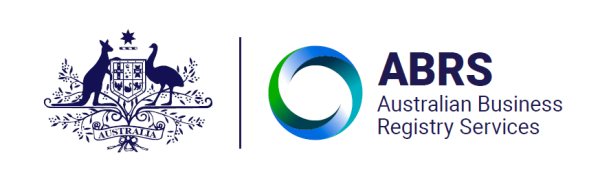 AUSTRALIA
ABRS
Australian Business
Registry Services